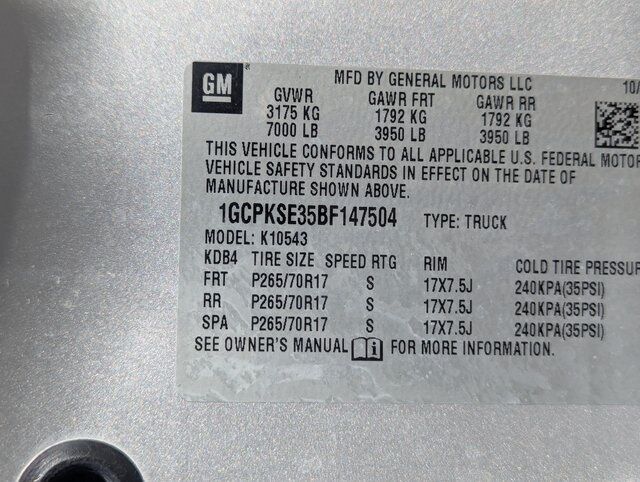 GM
MFD BY GENERAL MOTORS LLC 10/
GVWR GAWR FRT GAWR RR
3175 KG 1792 KG 1792 KG
7000 LB 3950 LB 3950 LB
THIS VEHICLE CONFORMS TO ALL APPLICABLE U.S. FEDERAL MOTOR
VEHICLE SAFETY STANDARDS IN EFFECT ON THE DATE OF
MANUFACTURE SHOWN ABOVE.
1GCPKSE35BF147504 TYPE: TRUCK
MODEL: K10543
KDB4 TIRE SIZE SPEED RTG RIM COLD TIRE PRESSUR
FRT P265/70R17 S 17X7.5J 240KPA(35PSI)
RR P265/70R17 S 17X7.5J 240KPA(35PSI)
SPA P265/70R17 S 17X7.5J 240KPA(35PSI)
SEE OWNER'S MANUAL FOR MORE INFORMATION.